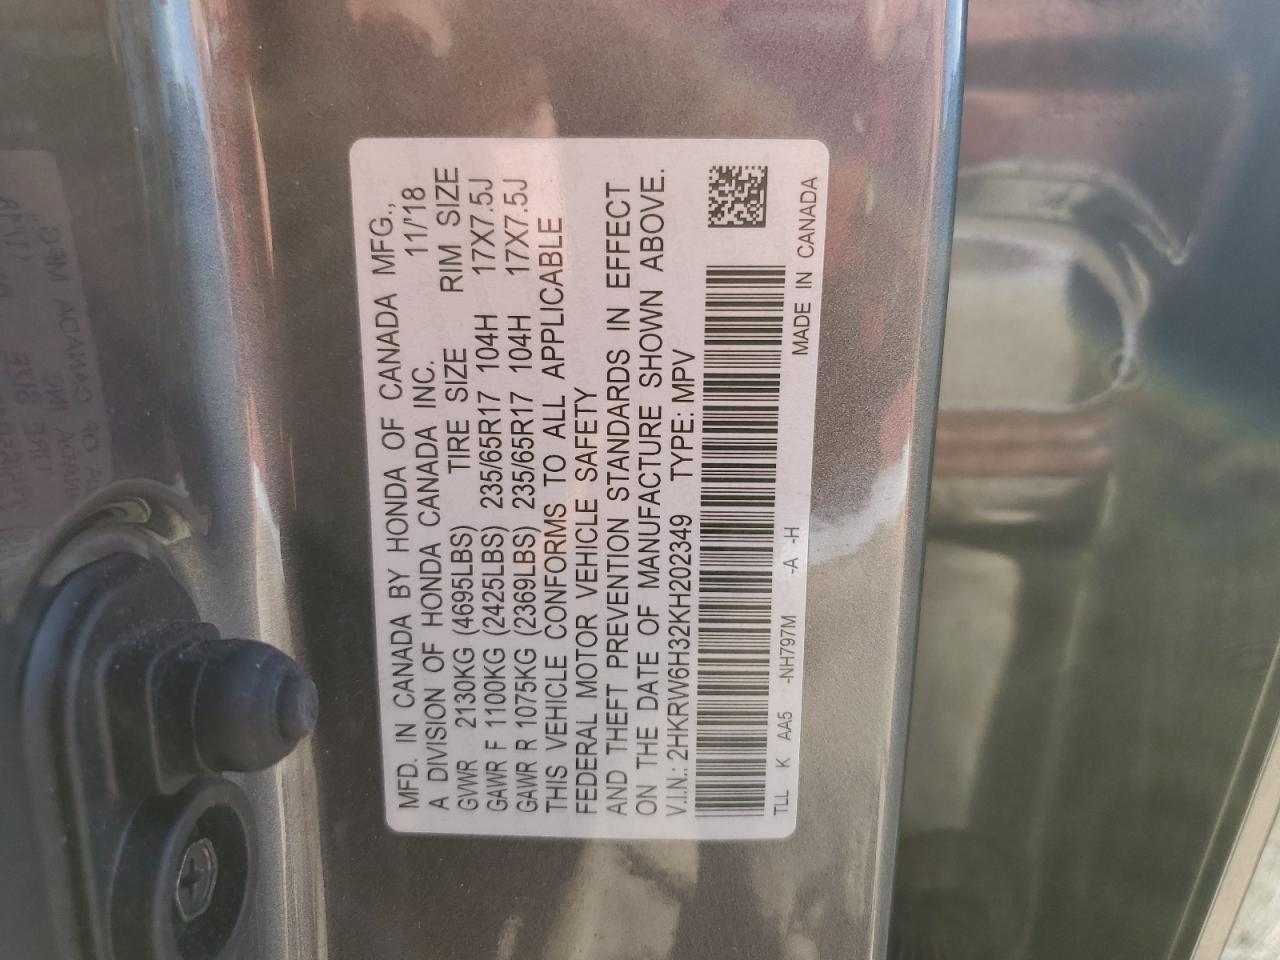 MFD. IN CANADA BY HONDA OF CANADA MFG.,
A DIVISION OF HONDA CANADA INC. 11/'18
GVWR 2130KG (4695LBS) TIRE SIZE RIM SIZE
GAWR F 1100KG (2425LBS) 235/65R17 104H 17X7.5J
GAWR R 1075KG (2369LBS) 235/65R17 104H 17X7.5J
THIS VEHICLE CONFORMS TO ALL APPLICABLE
FEDERAL MOTOR VEHICLE SAFETY
AND THEFT PREVENTION STANDARDS IN EFFECT
ON THE DATE OF MANUFACTURE SHOWN ABOVE.
V.I.N.: 2HKRW6H32KH202349 TYPE: MPV
TLL K AA5 -NH797M -A -H MADE IN CANADA